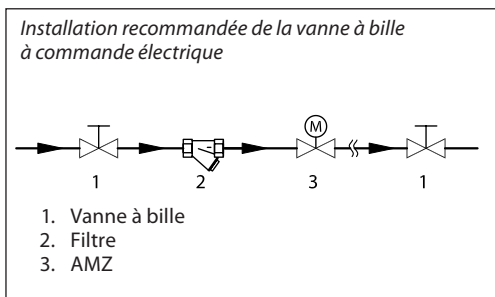 Installation recommandée de la vanne à bille
à commande électrique
M
1 2 3 1
1. Vanne à bille
2. Filtre
3. AMZ